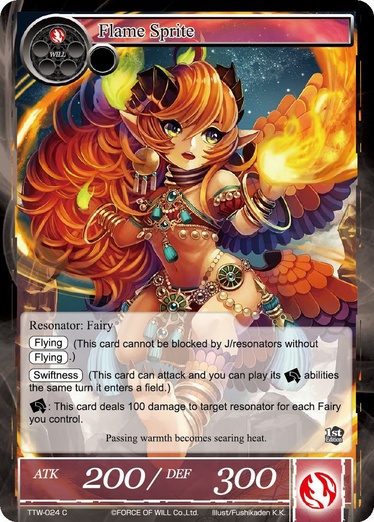 Flame Sprite
WILL
Resonator: Fairy
Flying (This card cannot be blocked by J/resonators without
Flying .)
Swiftness (This card can attack and you can play its abilities
the same turn it enters a field.)
: This card deals 100 damage to target resonator for each Fairy
you control.
Passing warmth becomes searing heat.
1st
Edition
ATK 200/ DEF 300
TTW-024 C ©FORCE OF WILL Co.,Ltd. Illust/Fushikaden K.K.